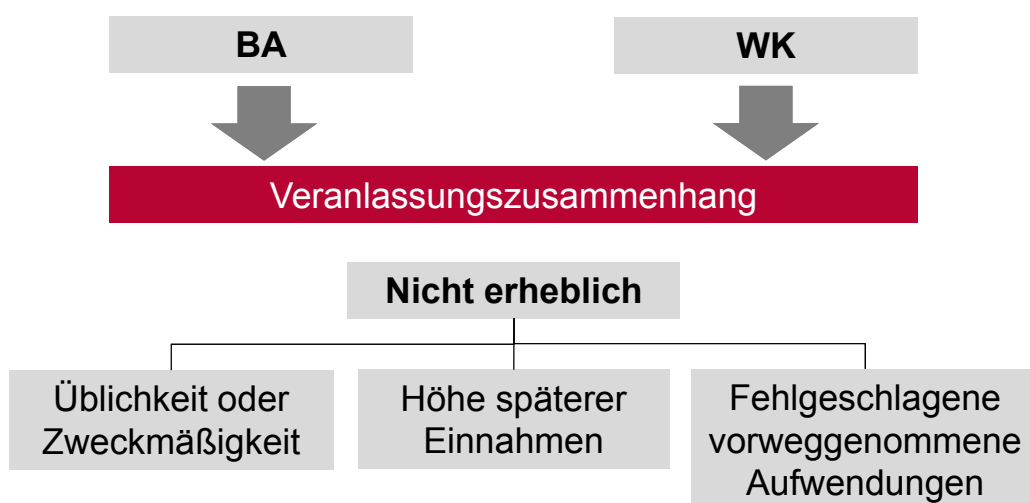 BA
WK
Veranlassungszusammenhang
Nicht erheblich
Üblichkeit oder
Zweckmäßigkeit
Höhe späterer
Einnahmen
Fehlgeschlagene
vorweggenommene
Aufwendungen